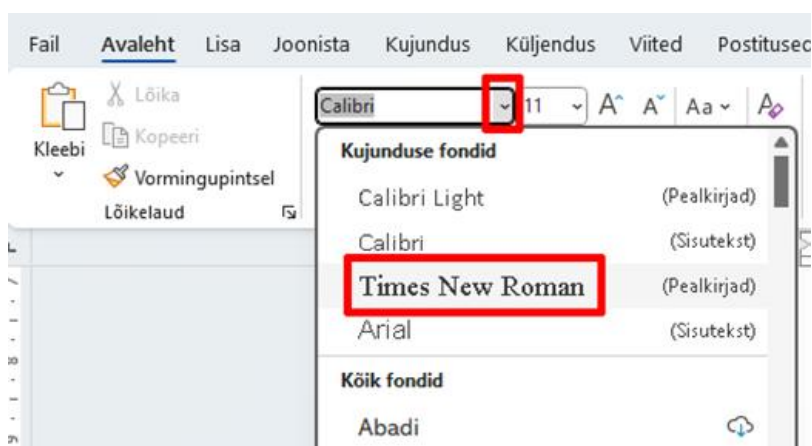 Fail Avaleht Lisa Joonista Kujundus Küljendus Viited Postitused
Kleebi
Lõika
Kopeeri
Vormingupintsel
Lõikelaud
Calibri 11 A A Aa A
Kujunduse fondid
Calibri Light (Pealkirjad)
Calibri (Sisutekst)
Times New Roman (Pealkirjad)
Arial (Sisutekst)
Kõik fondid
Abadi